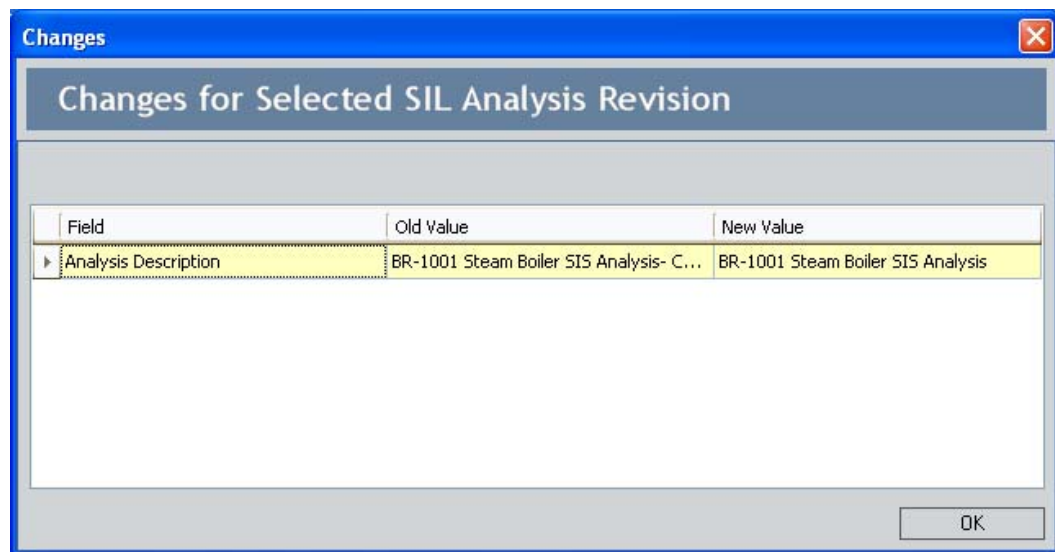 Changes
Changes for Selected SIL Analysis Revision
Field Old Value New Value
Analysis Description BR-1001 Steam Boiler SIS Analysis- C... BR-1001 Steam Boiler SIS Analysis
OK